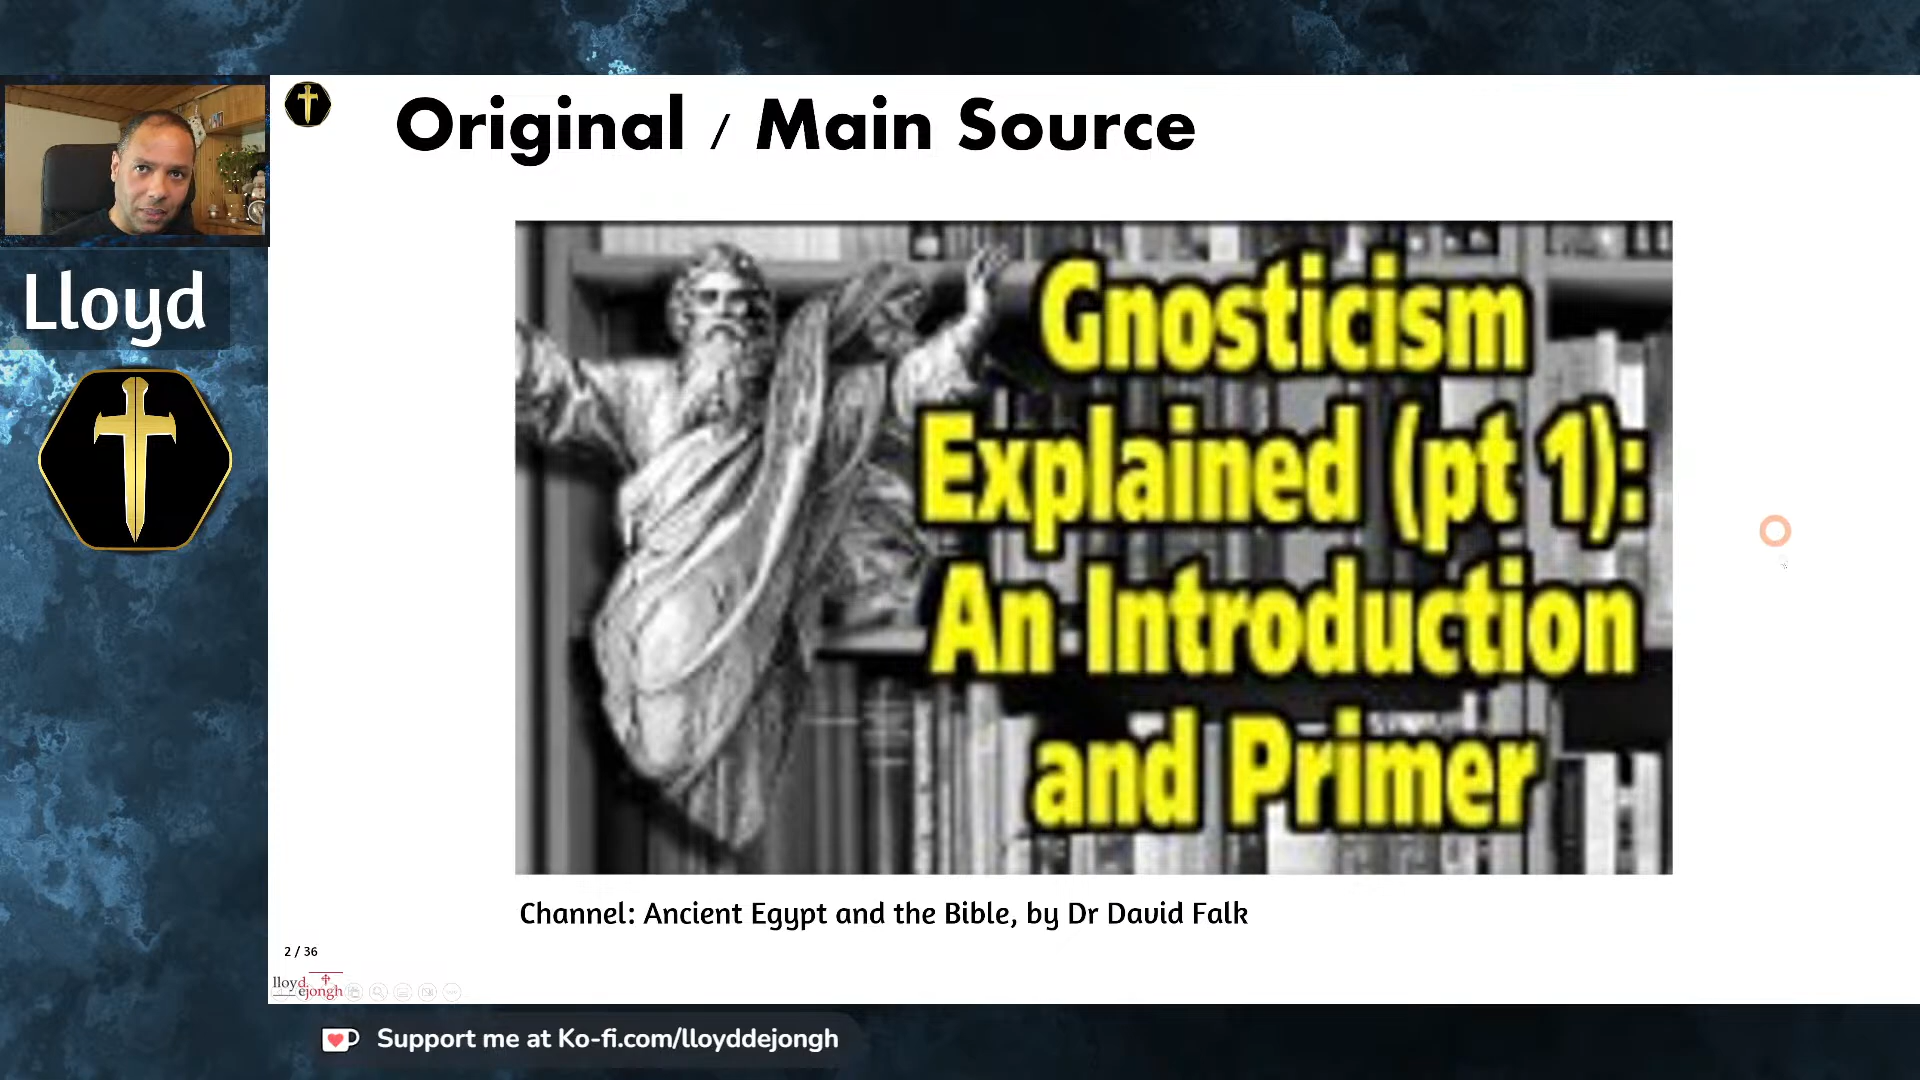 Original / Main Source
Lloyd
Gnosticism
Explained (pt 1):
An Introduction
and Primer
Channel: Ancient Egypt and the Bible, by Dr David Falk
2 / 36
lloyd.
ejongh
Support me at Ko-fi.com/lloyddejongh